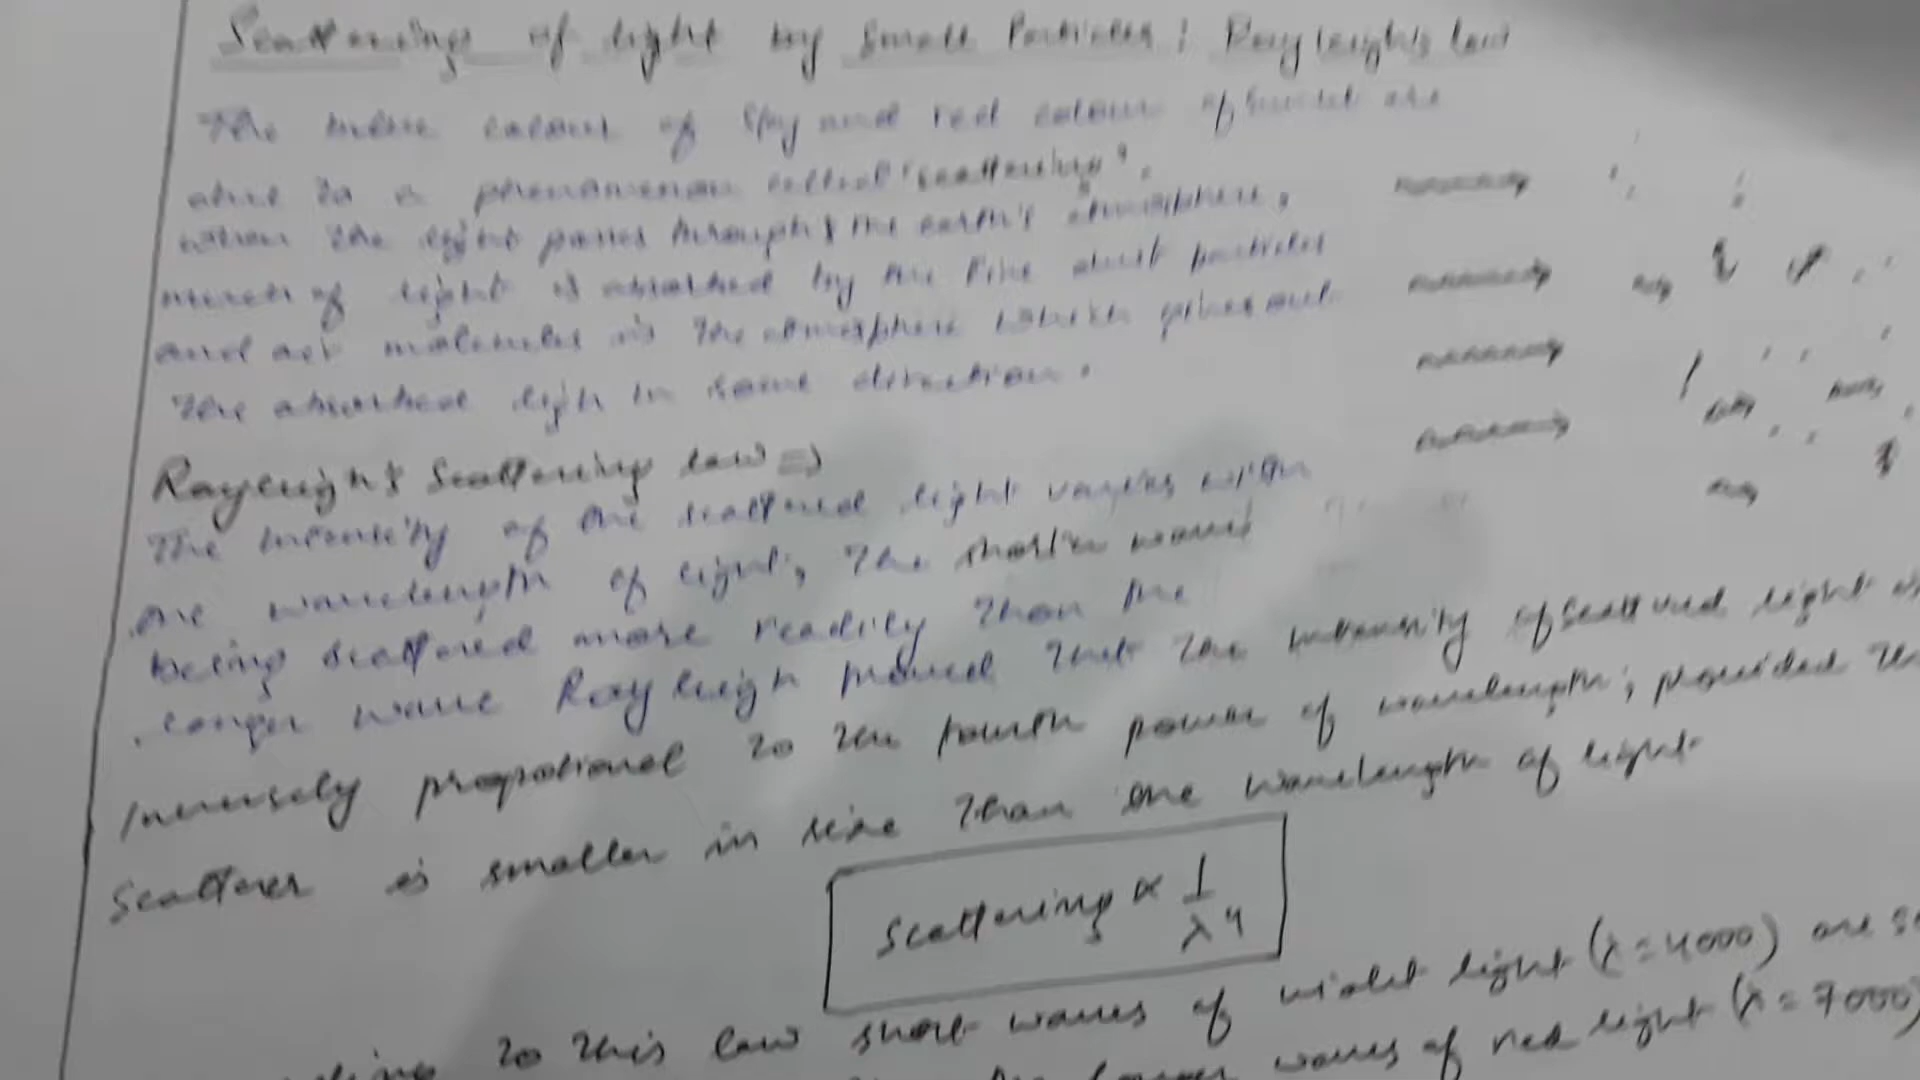 Scattering of light by Small Particles : Rayleigh's law
The blue colour of sky and red colour of sunset are
due to a phenomenon called 'scattering'.
when the light passes through the earth's atmosphere,
much of light is absorbed by the fine dust particles
and air molecules in the atmosphere which gives out
the absorbed ligh in some direction.
Rayleigh's Scattering law ⇒
The intensity of the scattered light varies with
the wavelength of light, The shorter waves
being scattered more readily than the
longer wave Rayleigh proved that the intensity of scattered light is
Inversely proportional to the fourth power of wavelength; provided the
scatterer is smaller in size than the wavelength of light
Scattering ∝ 1/λ⁴
to this law short waves of violet light (λ=4000) are
waves of red light (λ=7000)